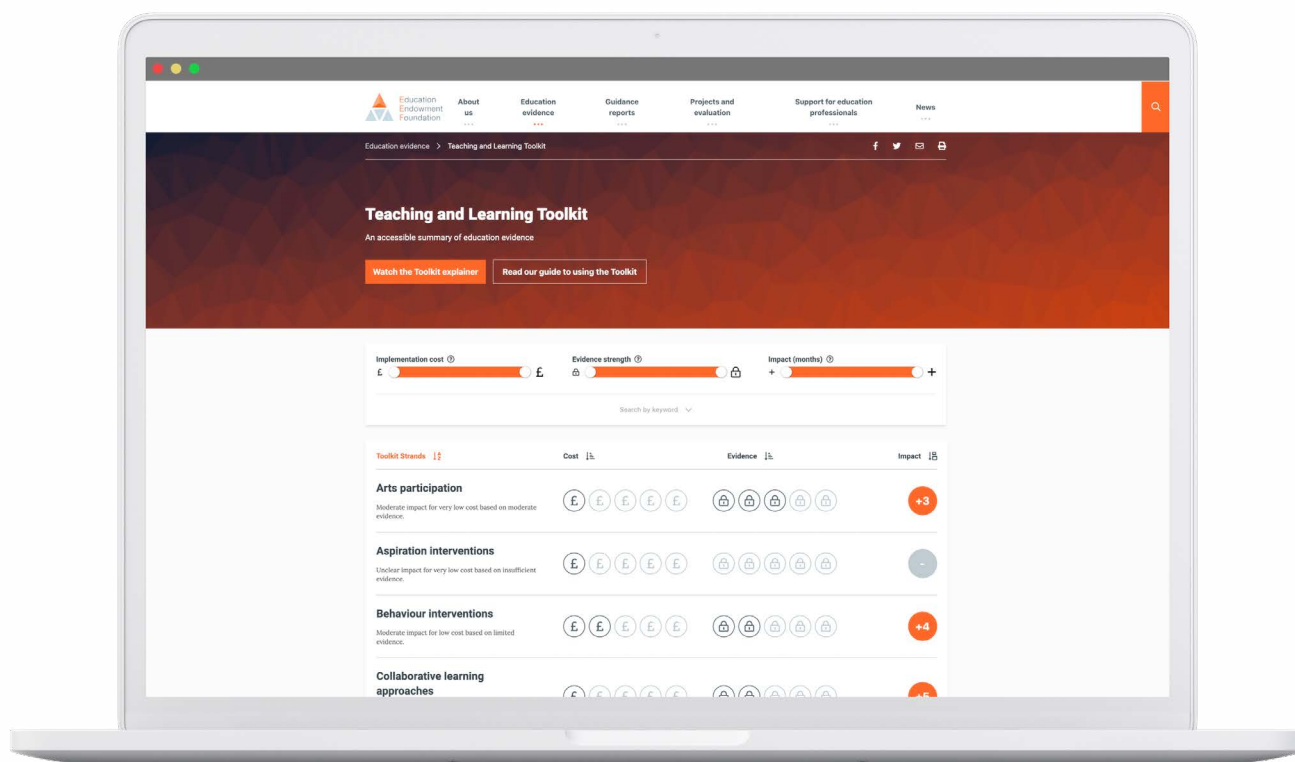 Education
Endowment
Foundation
About
us
Education
evidence
Guidance
reports
Projects and
evaluation
Support for education
professionals
News
Education evidence > Teaching and Learning Toolkit
Teaching and Learning Toolkit
An accessible summary of education evidence
Watch the Toolkit explainer
Read our guide to using the Toolkit
Implementation cost
Evidence strength
Impact (months)
£ £
+ +
Search by keyword
Toolkit Strands Cost Evidence Impact
Arts participation
Moderate impact for very low cost based on moderate
evidence.
£ £ £ £ £
+3
Aspiration interventions
Unclear impact for very low cost based on insufficient
evidence.
£ £ £ £ £
-
Behaviour interventions
Moderate impact for low cost based on limited
evidence.
£ £ £ £ £
+4
Collaborative learning
approaches
£ £ £ £ £
+5